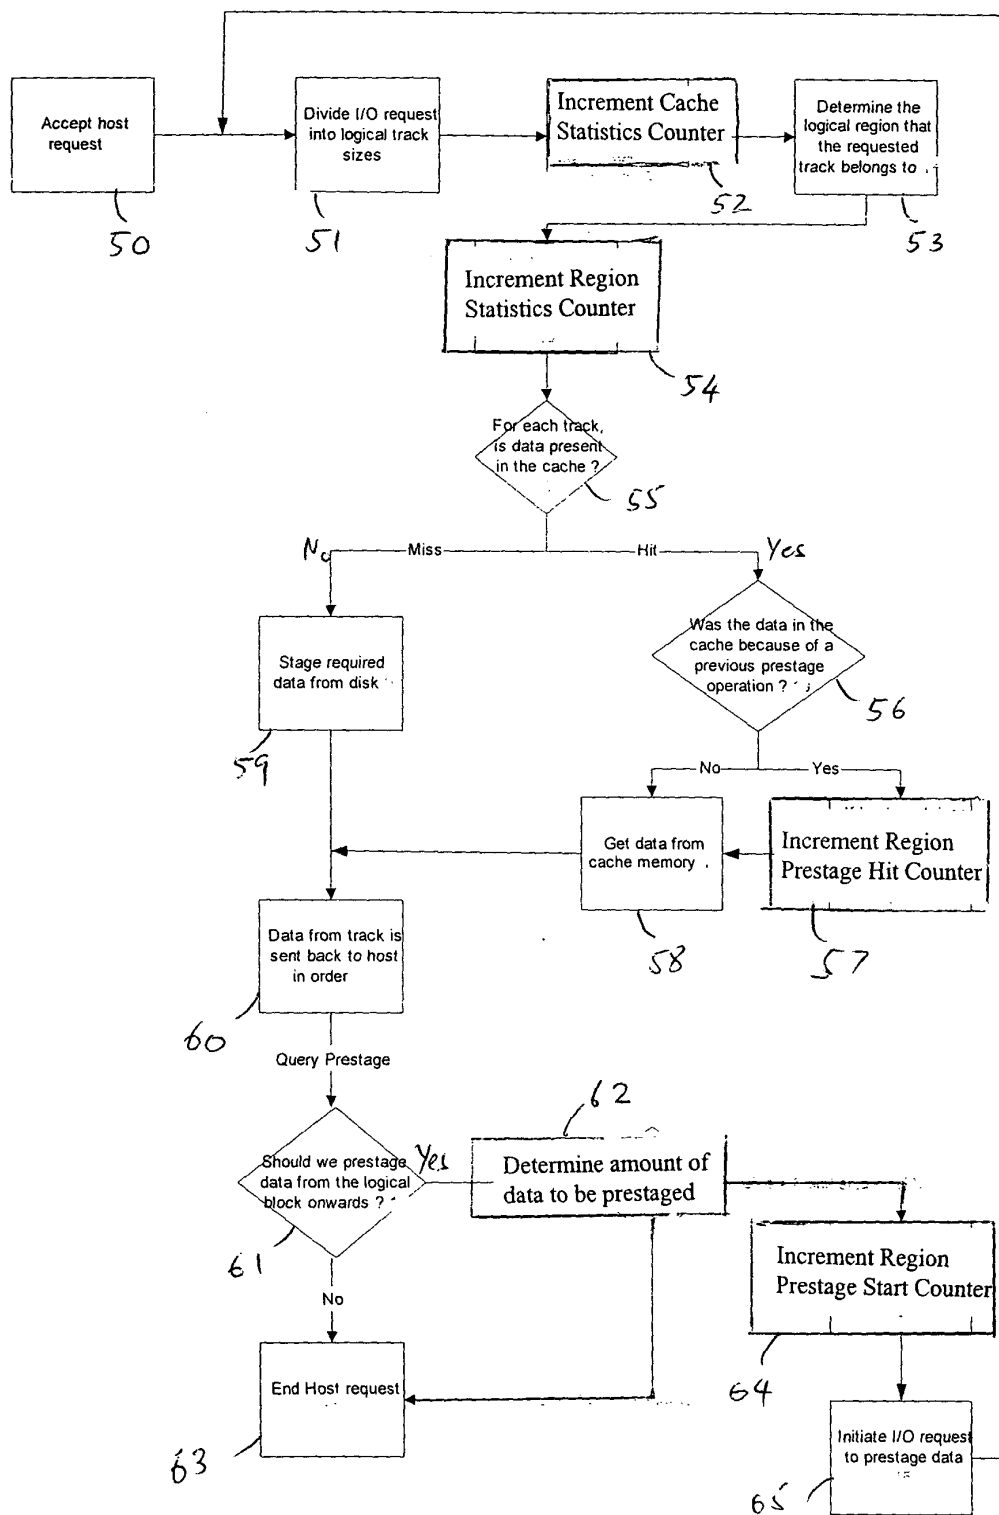 Accept host
request
50
Divide I/O request
into logical track
sizes
51
Increment Cache
Statistics Counter
52
Determine the
logical region that
the requested
track belongs to
53
Increment Region
Statistics Counter
54
For each track,
is data present
in the cache ?
55
No
Miss
Hit
Yes
Stage required
data from disk
59
Was the data in the
cache because of a
previous prestage
operation ?
56
No
Yes
Get data from
cache memory
58
Increment Region
Prestage Hit Counter
57
Data from track is
sent back to host
in order
60
Query Prestage
Should we prestage
data from the logical
block onwards ?
61
Yes
62
Determine amount of
data to be prestaged
No
Increment Region
Prestage Start Counter
64
End Host request
63
Initiate I/O request
to prestage data
65